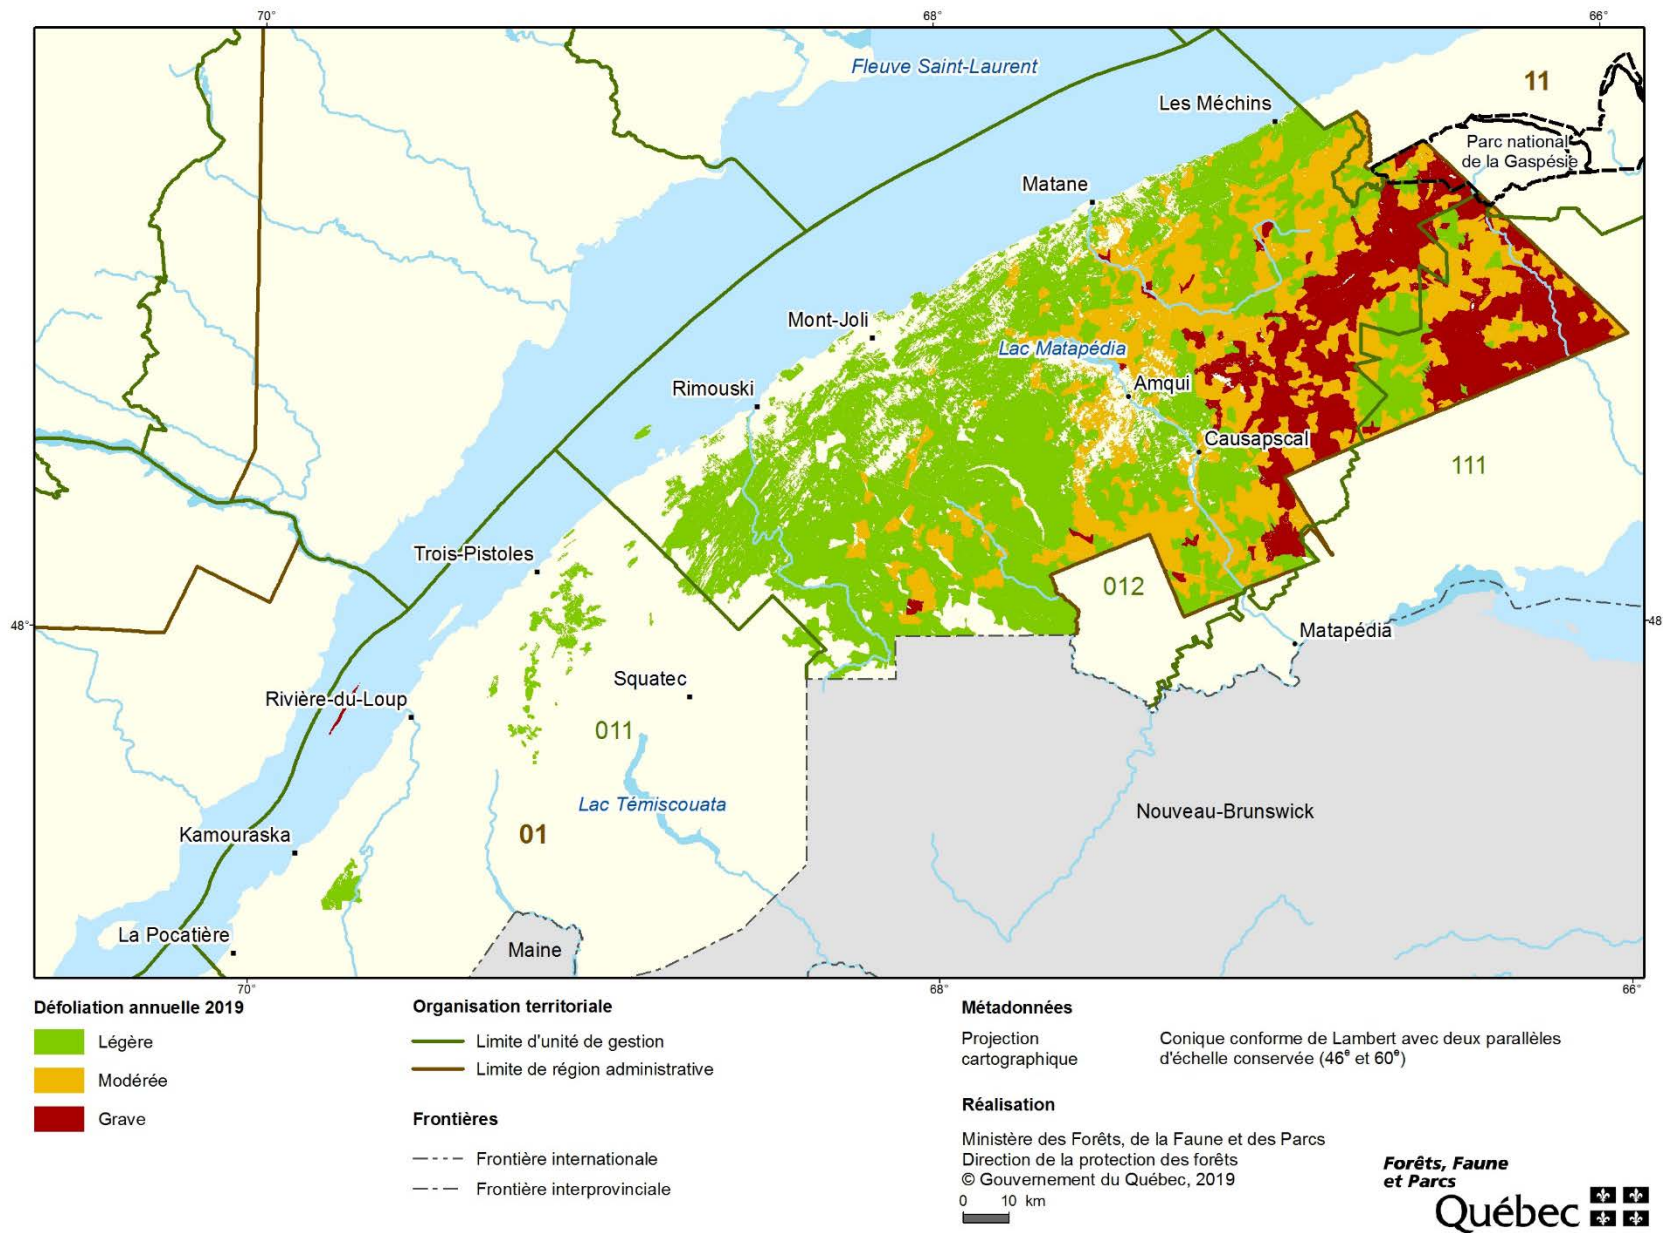 70°
68°
66°
Fleuve Saint-Laurent
11
Les Méchins
Parc national
de la Gaspésie
Matane
Mont-Joli
Lac Matapédia
Rimouski
Amqui
Causapscal
111
Trois-Pistoles
012
48°
48
Matapédia
Squatec
Rivière-du-Loup
011
Lac Témiscouata
Nouveau-Brunswick
01
Kamouraska
La Pocatière
Maine
70°
68°
66°
Défoliation annuelle 2019
Légère
Modérée
Grave
Organisation territoriale
Limite d'unité de gestion
Limite de région administrative
Frontières
Frontière internationale
Frontière interprovinciale
Métadonnées
Projection cartographique
Conique conforme de Lambert avec deux parallèles
d'échelle conservée (46e et 60e)
Réalisation
Ministère des Forêts, de la Faune et des Parcs
Direction de la protection des forêts
© Gouvernement du Québec, 2019
0 10 km
Forêts, Faune
et Parcs
Québec